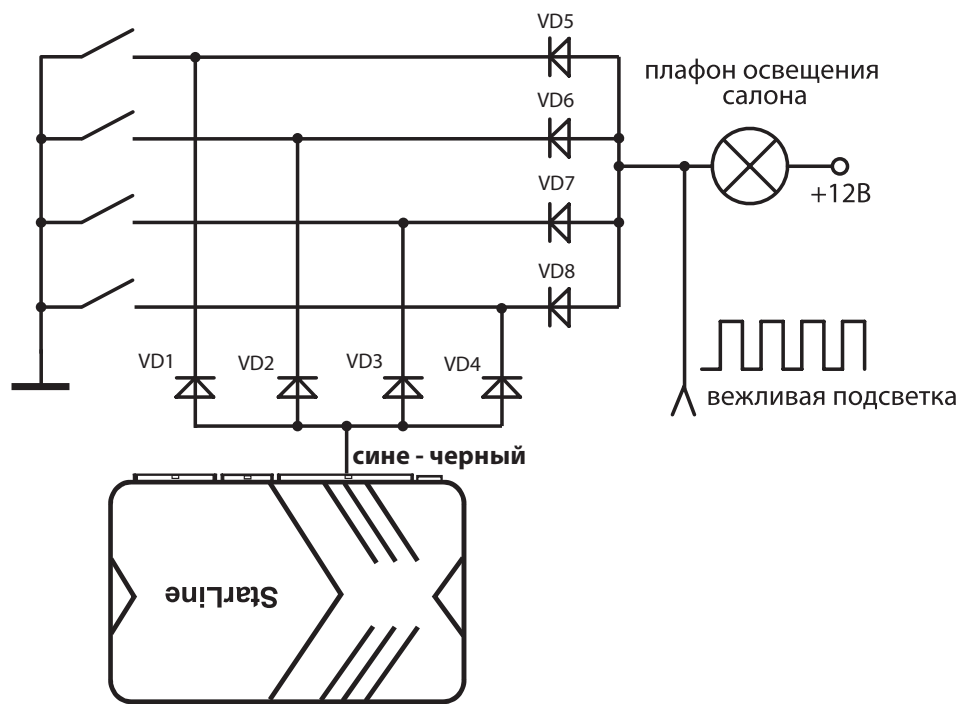 VD5
плафон освещения
салона
VD6
VD7
+12В
VD8
VD1
VD2
VD3
VD4
вежливая подсветка
сине - черный
StarLine